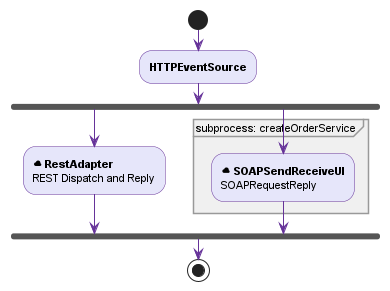 HTTPEventSource
subprocess: createOrderService
RestAdapter
REST Dispatch and Reply
SOAPSendReceiveUI
SOAPRequestReply